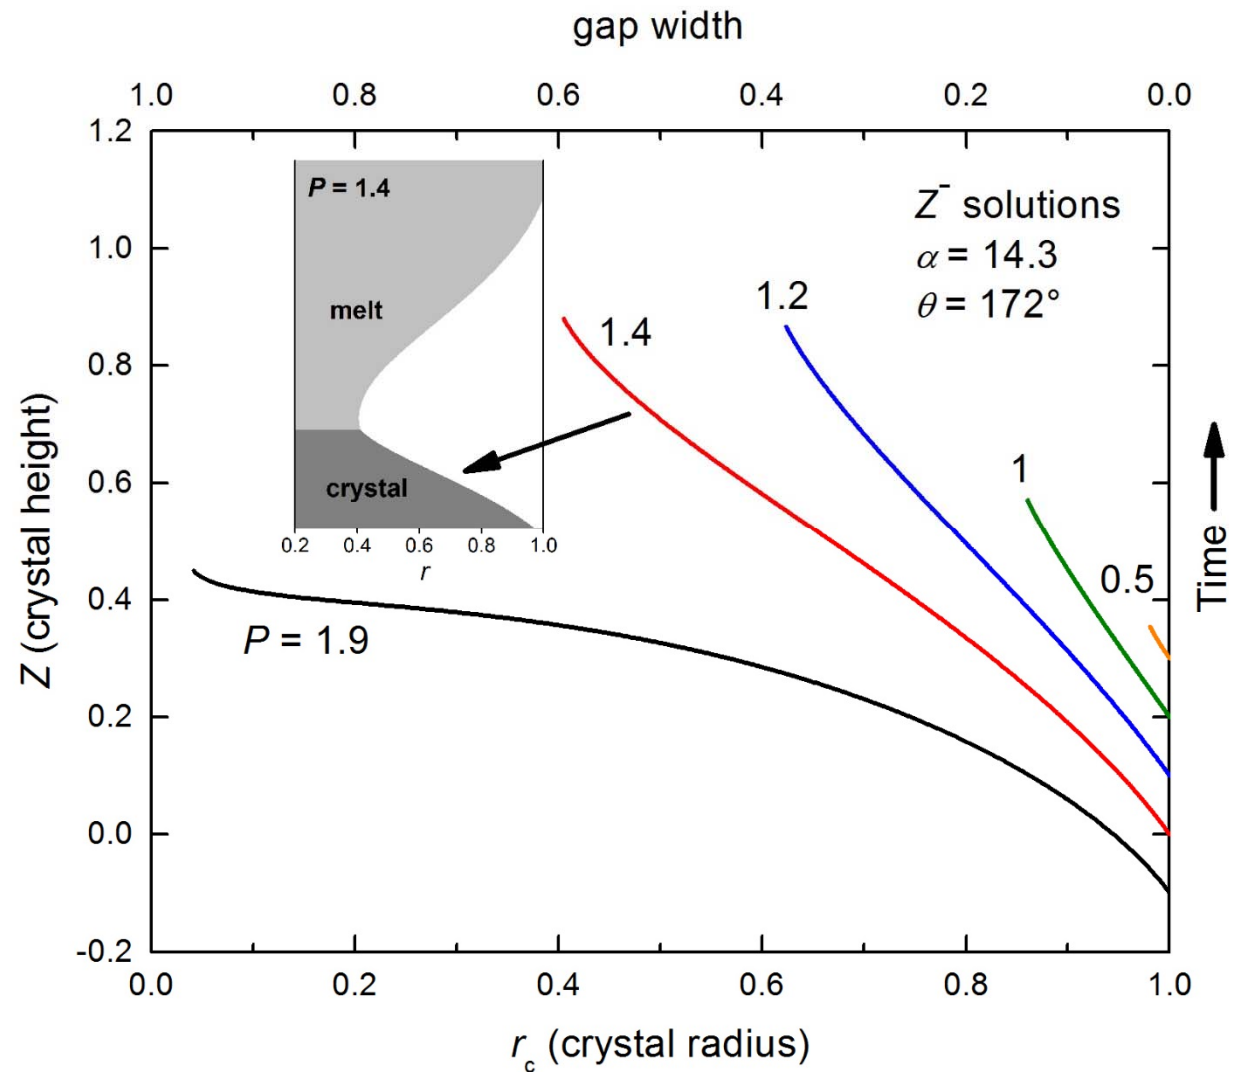 gap width
1.0 0.8 0.6 0.4 0.2 0.0
1.2
1.0
0.8
0.6
0.4
0.2
0.0
-0.2
Z (crystal height)
P = 1.4
melt
crystal
0.2 0.4 0.6 0.8 1.0
r
Z⁻ solutions
α = 14.3
θ = 172°
1.4
1.2
1
0.5
P = 1.9
Time
0.0 0.2 0.4 0.6 0.8 1.0
r_c (crystal radius)